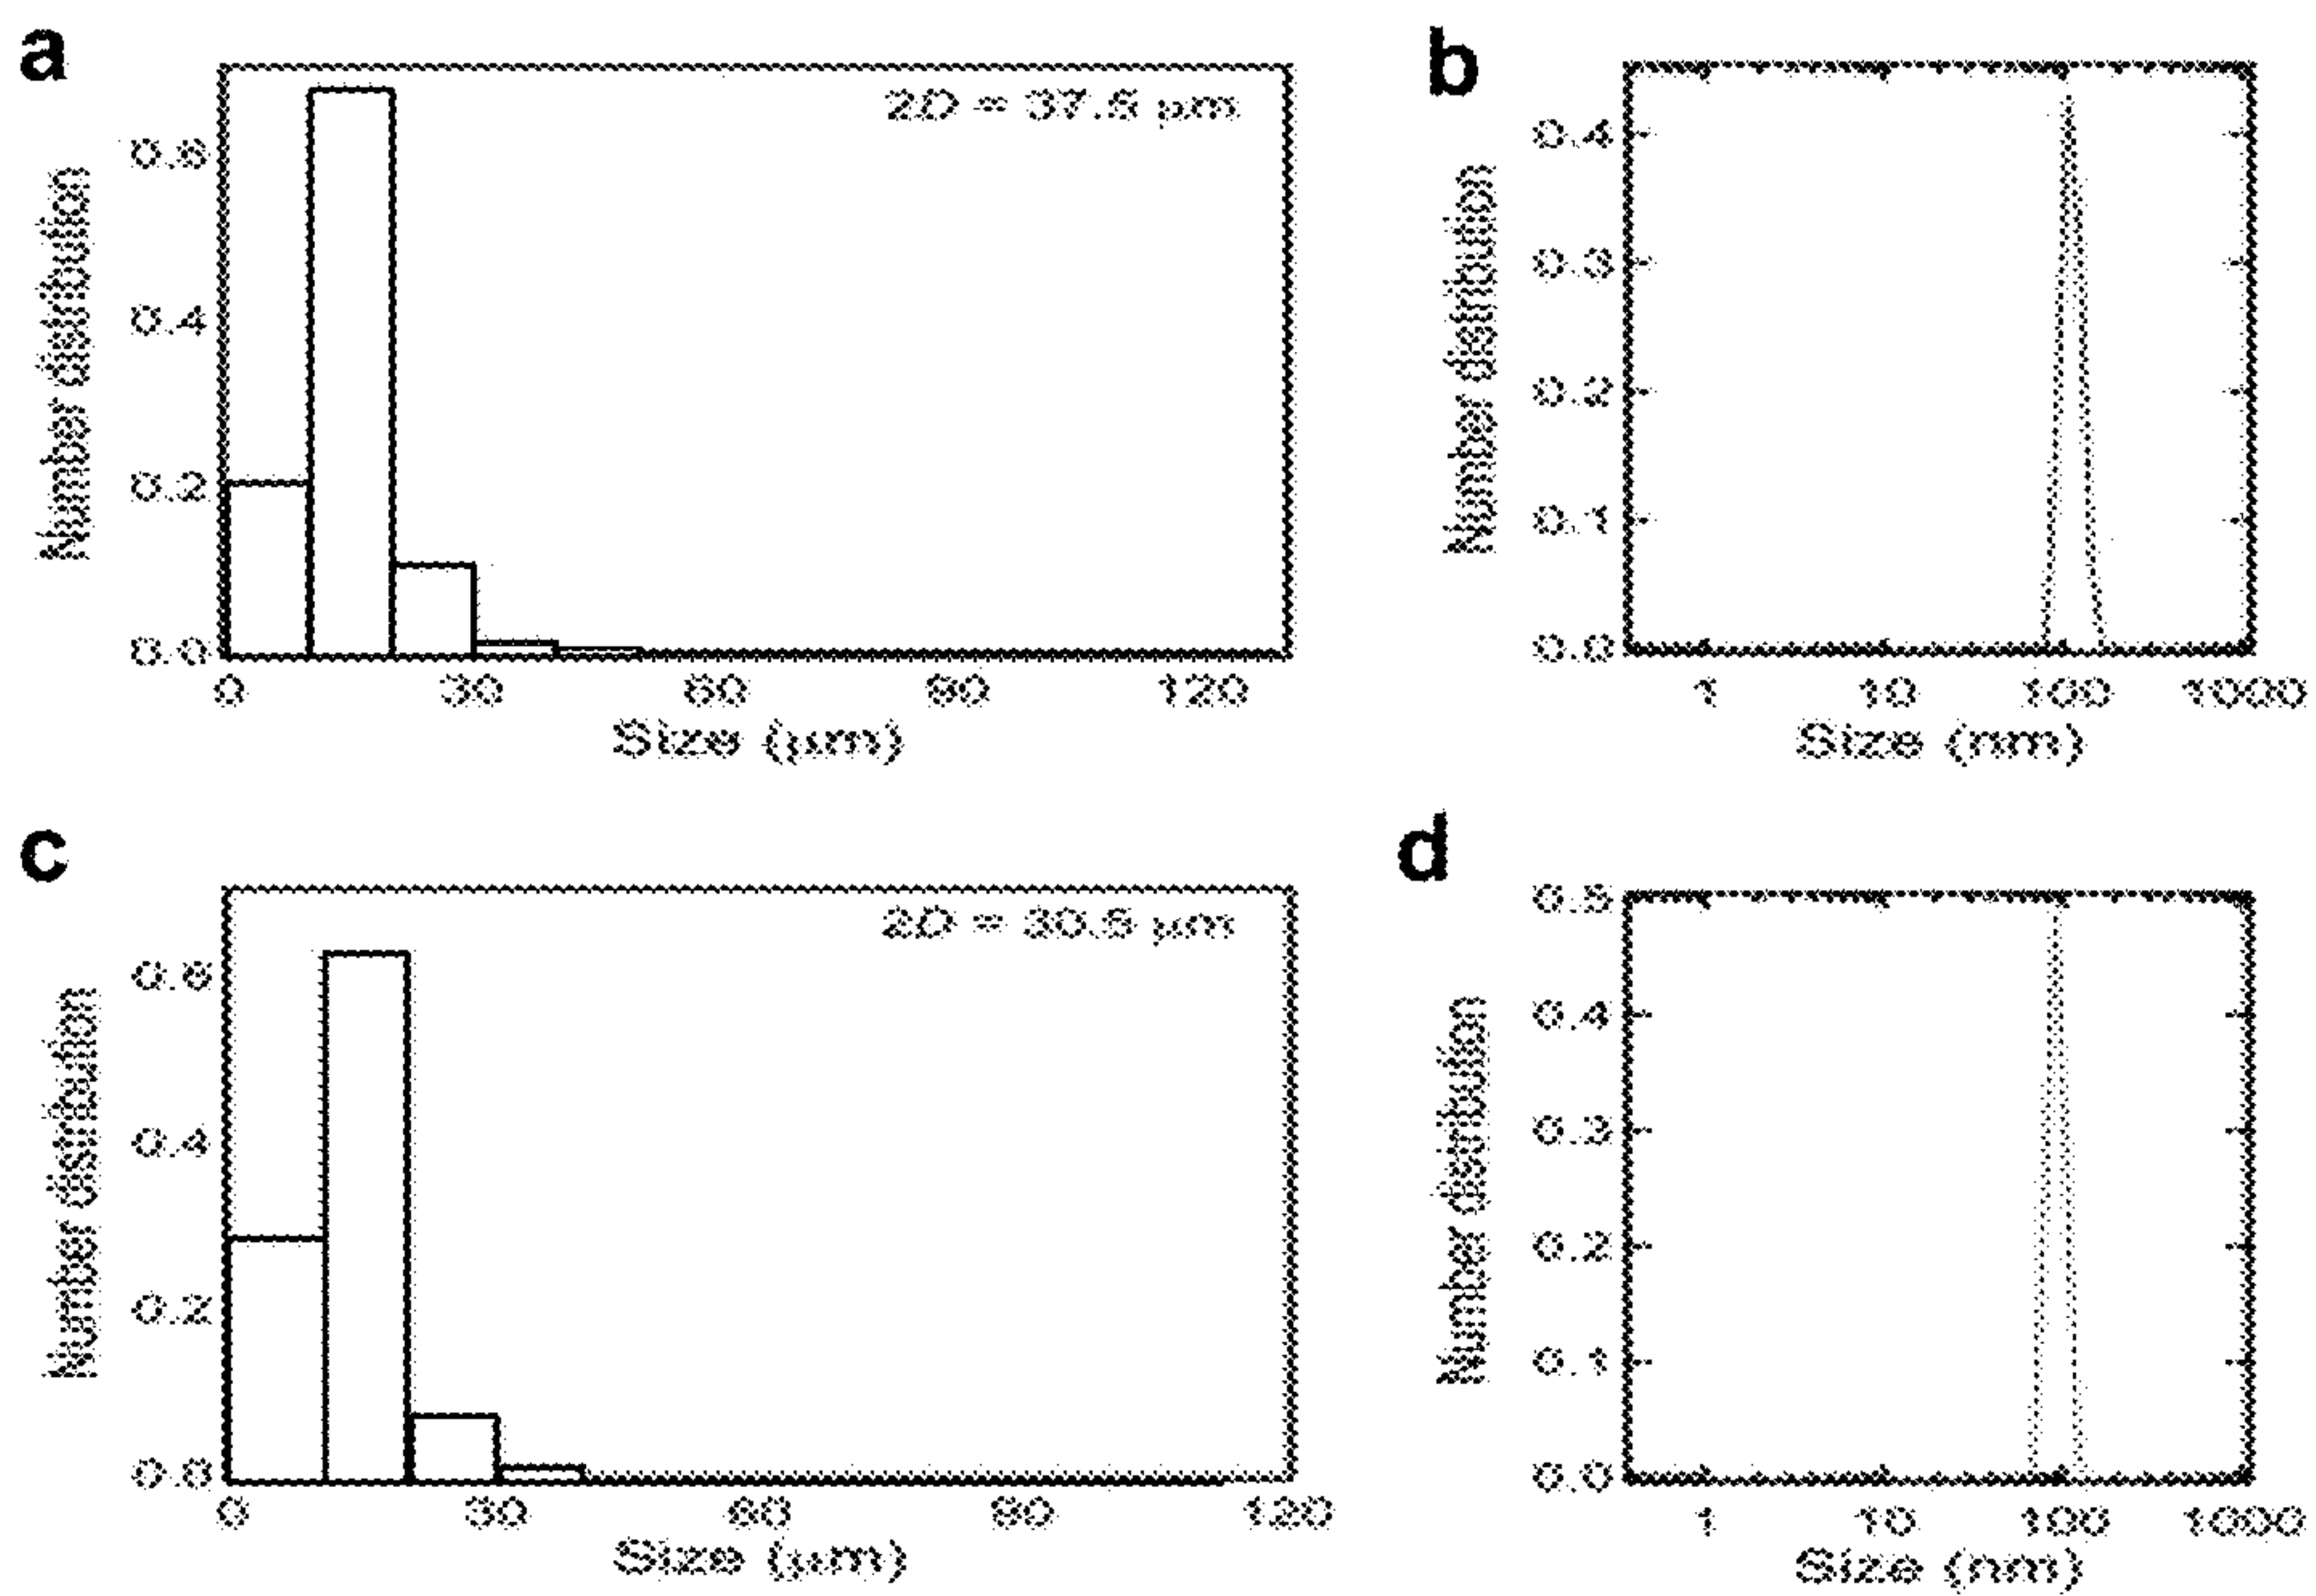 a
2D = 37.5 μm
0.6
0.4
0.2
0.0
Number distribution
0 30 60 90 120
Size (μm)
b
0.4
0.3
0.2
0.1
0.0
Number distribution
1 10 100 1000
Size (nm)
c
2D = 30.5 μm
0.6
0.4
0.2
0.0
Number distribution
0 30 60 90 120
Size (μm)
d
0.5
0.4
0.3
0.2
0.1
0.0
Number distribution
1 10 100 1000
Size (nm)